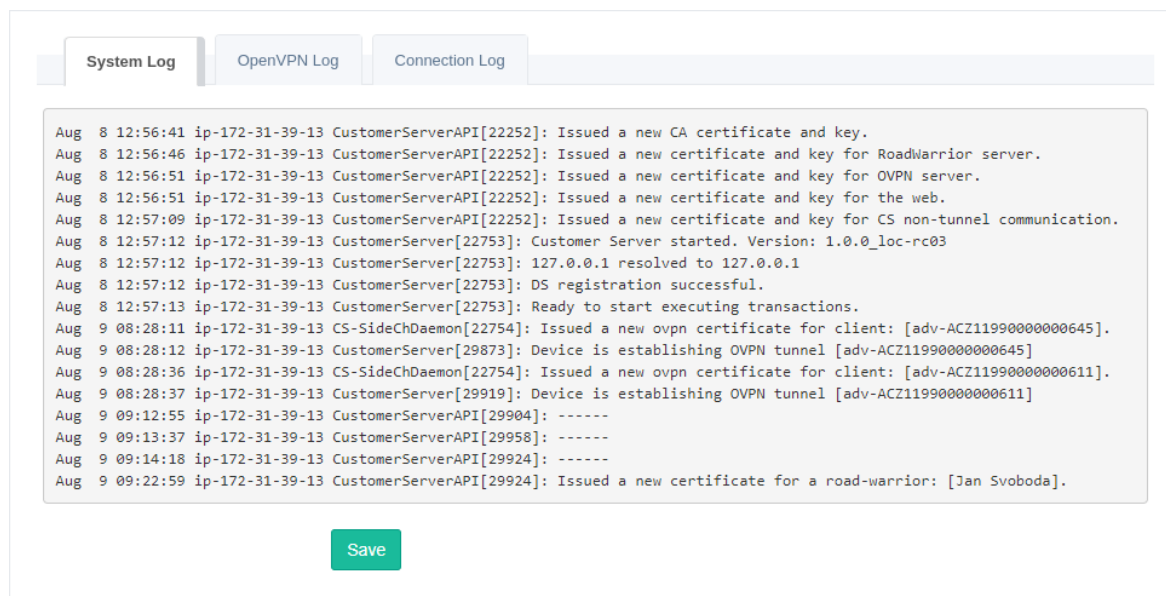 System Log
OpenVPN Log
Connection Log
Aug  8 12:56:41 ip-172-31-39-13 CustomerServerAPI[22252]: Issued a new CA certificate and key.
Aug  8 12:56:46 ip-172-31-39-13 CustomerServerAPI[22252]: Issued a new certificate and key for RoadWarrior server.
Aug  8 12:56:51 ip-172-31-39-13 CustomerServerAPI[22252]: Issued a new certificate and key for OVPN server.
Aug  8 12:56:51 ip-172-31-39-13 CustomerServerAPI[22252]: Issued a new certificate and key for the web.
Aug  8 12:57:09 ip-172-31-39-13 CustomerServerAPI[22252]: Issued a new certificate and key for CS non-tunnel communication.
Aug  8 12:57:12 ip-172-31-39-13 CustomerServer[22753]: Customer Server started. Version: 1.0.0_loc-rc03
Aug  8 12:57:12 ip-172-31-39-13 CustomerServer[22753]: 127.0.0.1 resolved to 127.0.0.1
Aug  8 12:57:12 ip-172-31-39-13 CustomerServer[22753]: DS registration successful.
Aug  8 12:57:13 ip-172-31-39-13 CustomerServer[22753]: Ready to start executing transactions.
Aug  9 08:28:11 ip-172-31-39-13 CS-SideChDaemon[22754]: Issued a new ovpn certificate for client: [adv-ACZ11990000000645].
Aug  9 08:28:12 ip-172-31-39-13 CustomerServer[29873]: Device is establishing OVPN tunnel [adv-ACZ11990000000645]
Aug  9 08:28:36 ip-172-31-39-13 CS-SideChDaemon[22754]: Issued a new ovpn certificate for client: [adv-ACZ11990000000611].
Aug  9 08:28:37 ip-172-31-39-13 CustomerServer[29919]: Device is establishing OVPN tunnel [adv-ACZ11990000000611]
Aug  9 09:12:55 ip-172-31-39-13 CustomerServerAPI[29904]: ------
Aug  9 09:13:37 ip-172-31-39-13 CustomerServerAPI[29958]: ------
Aug  9 09:14:18 ip-172-31-39-13 CustomerServerAPI[29924]: ------
Aug  9 09:22:59 ip-172-31-39-13 CustomerServerAPI[29924]: Issued a new certificate for a road-warrior: [Jan Svoboda].
Save